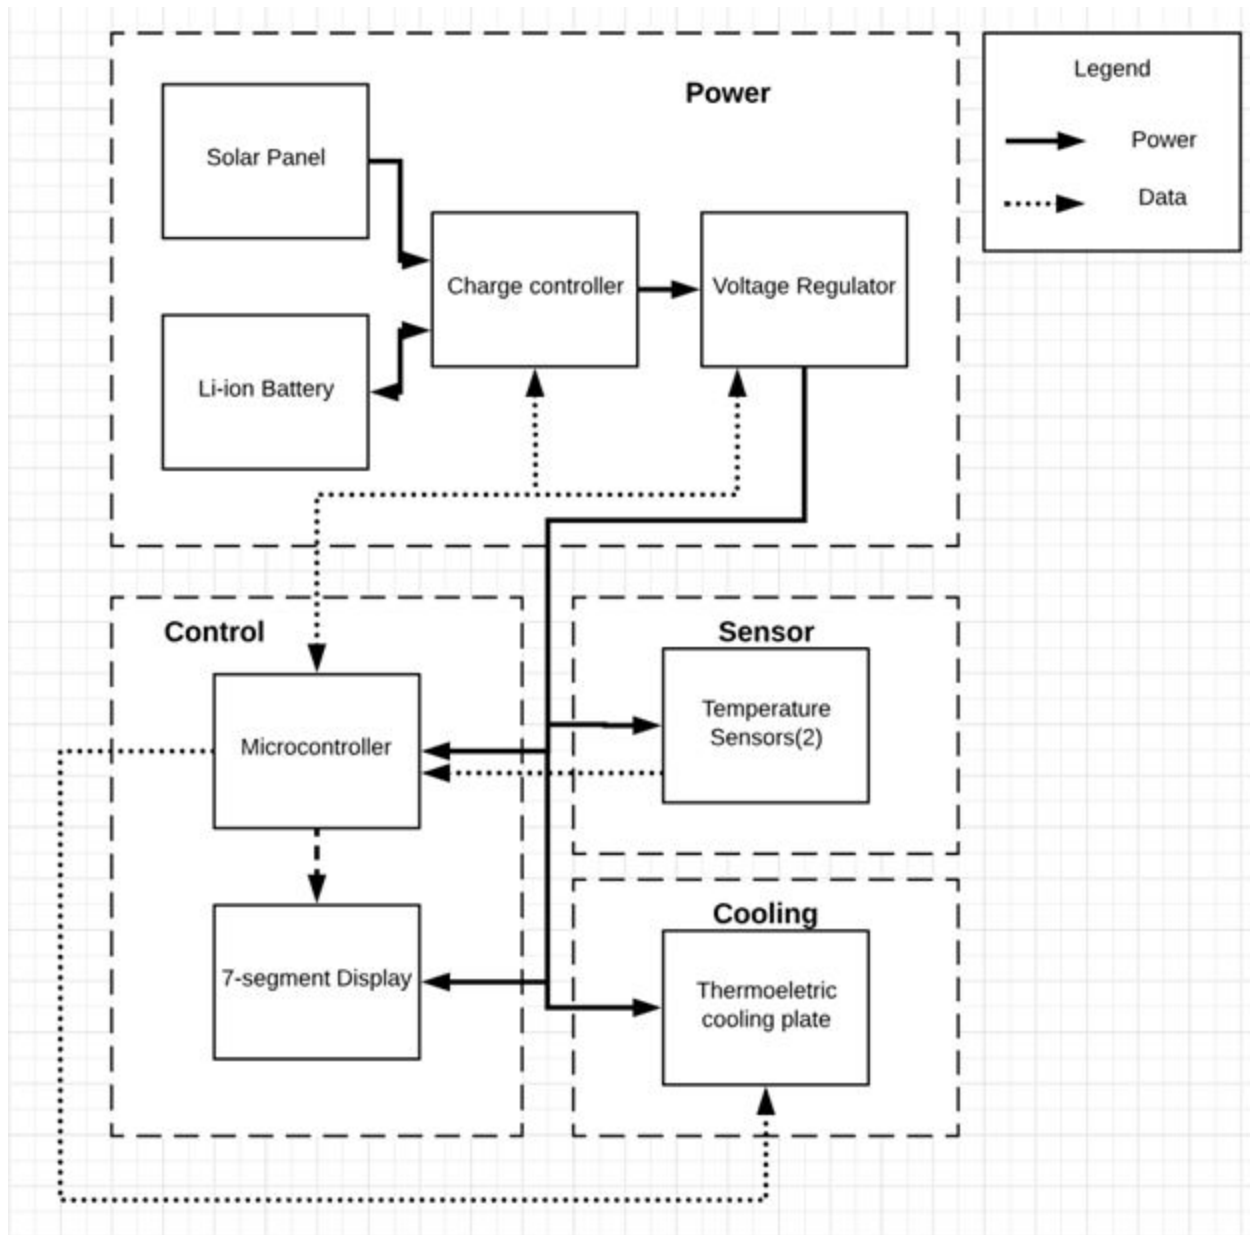 Power
Legend
Solar Panel
Power
Data
Charge controller
Voltage Regulator
Li-ion Battery
Control
Sensor
Temperature
Sensors(2)
Microcontroller
Cooling
7-segment Display
Thermoeletric
cooling plate